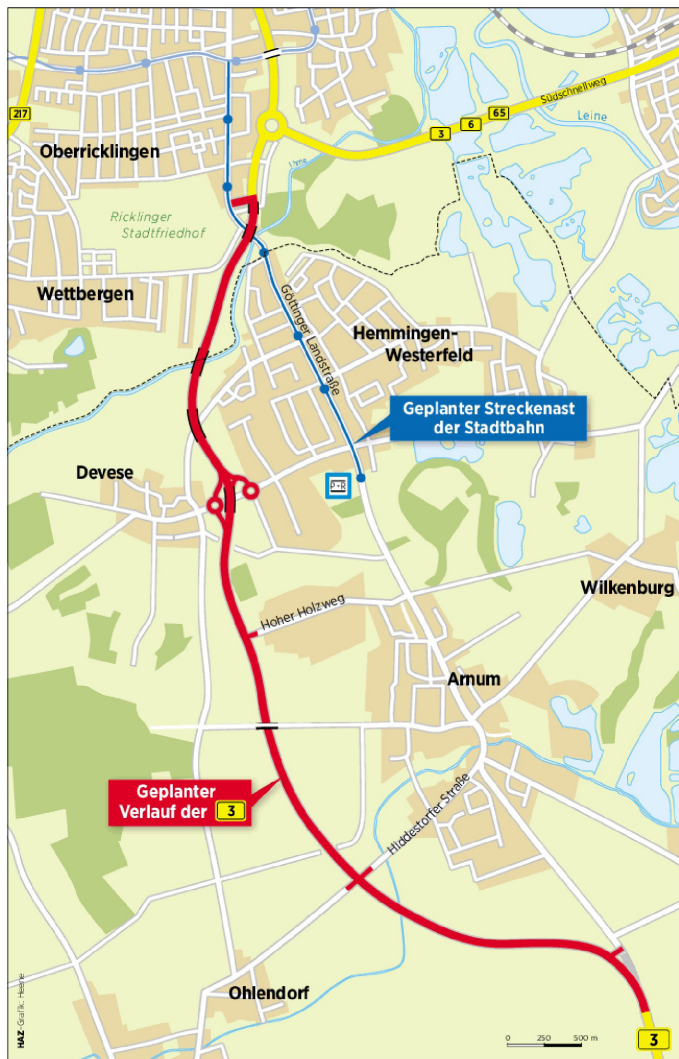 217
65
Südschnellweg
6
3
Leine
Oberricklingen
Ihme
Ricklinger
Stadtfriedhof
Wettbergen
Göttinger Landstraße
Hemmingen-
Westerfeld
Geplanter Streckenast
der Stadtbahn
Devese
P+R
Wilkenburg
Hoher Holzweg
Arnum
Geplanter
Verlauf der 3
Hiddestorfer Straße
Ohlendorf
HAZ-Grafik: Heene
0 250 500 m
3